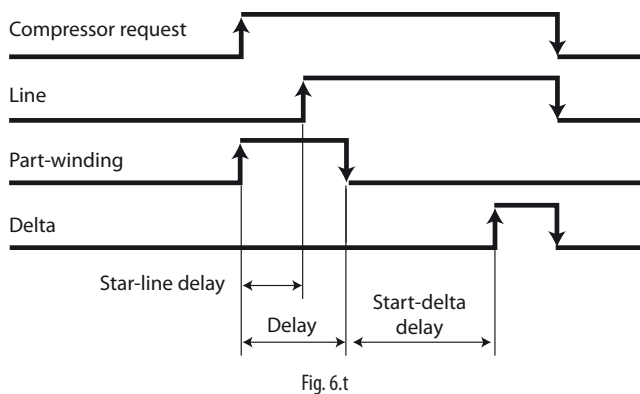 Compressor request
Line
Part-winding
Delta
Star-line delay
Delay
Start-delta
delay
Fig. 6.t